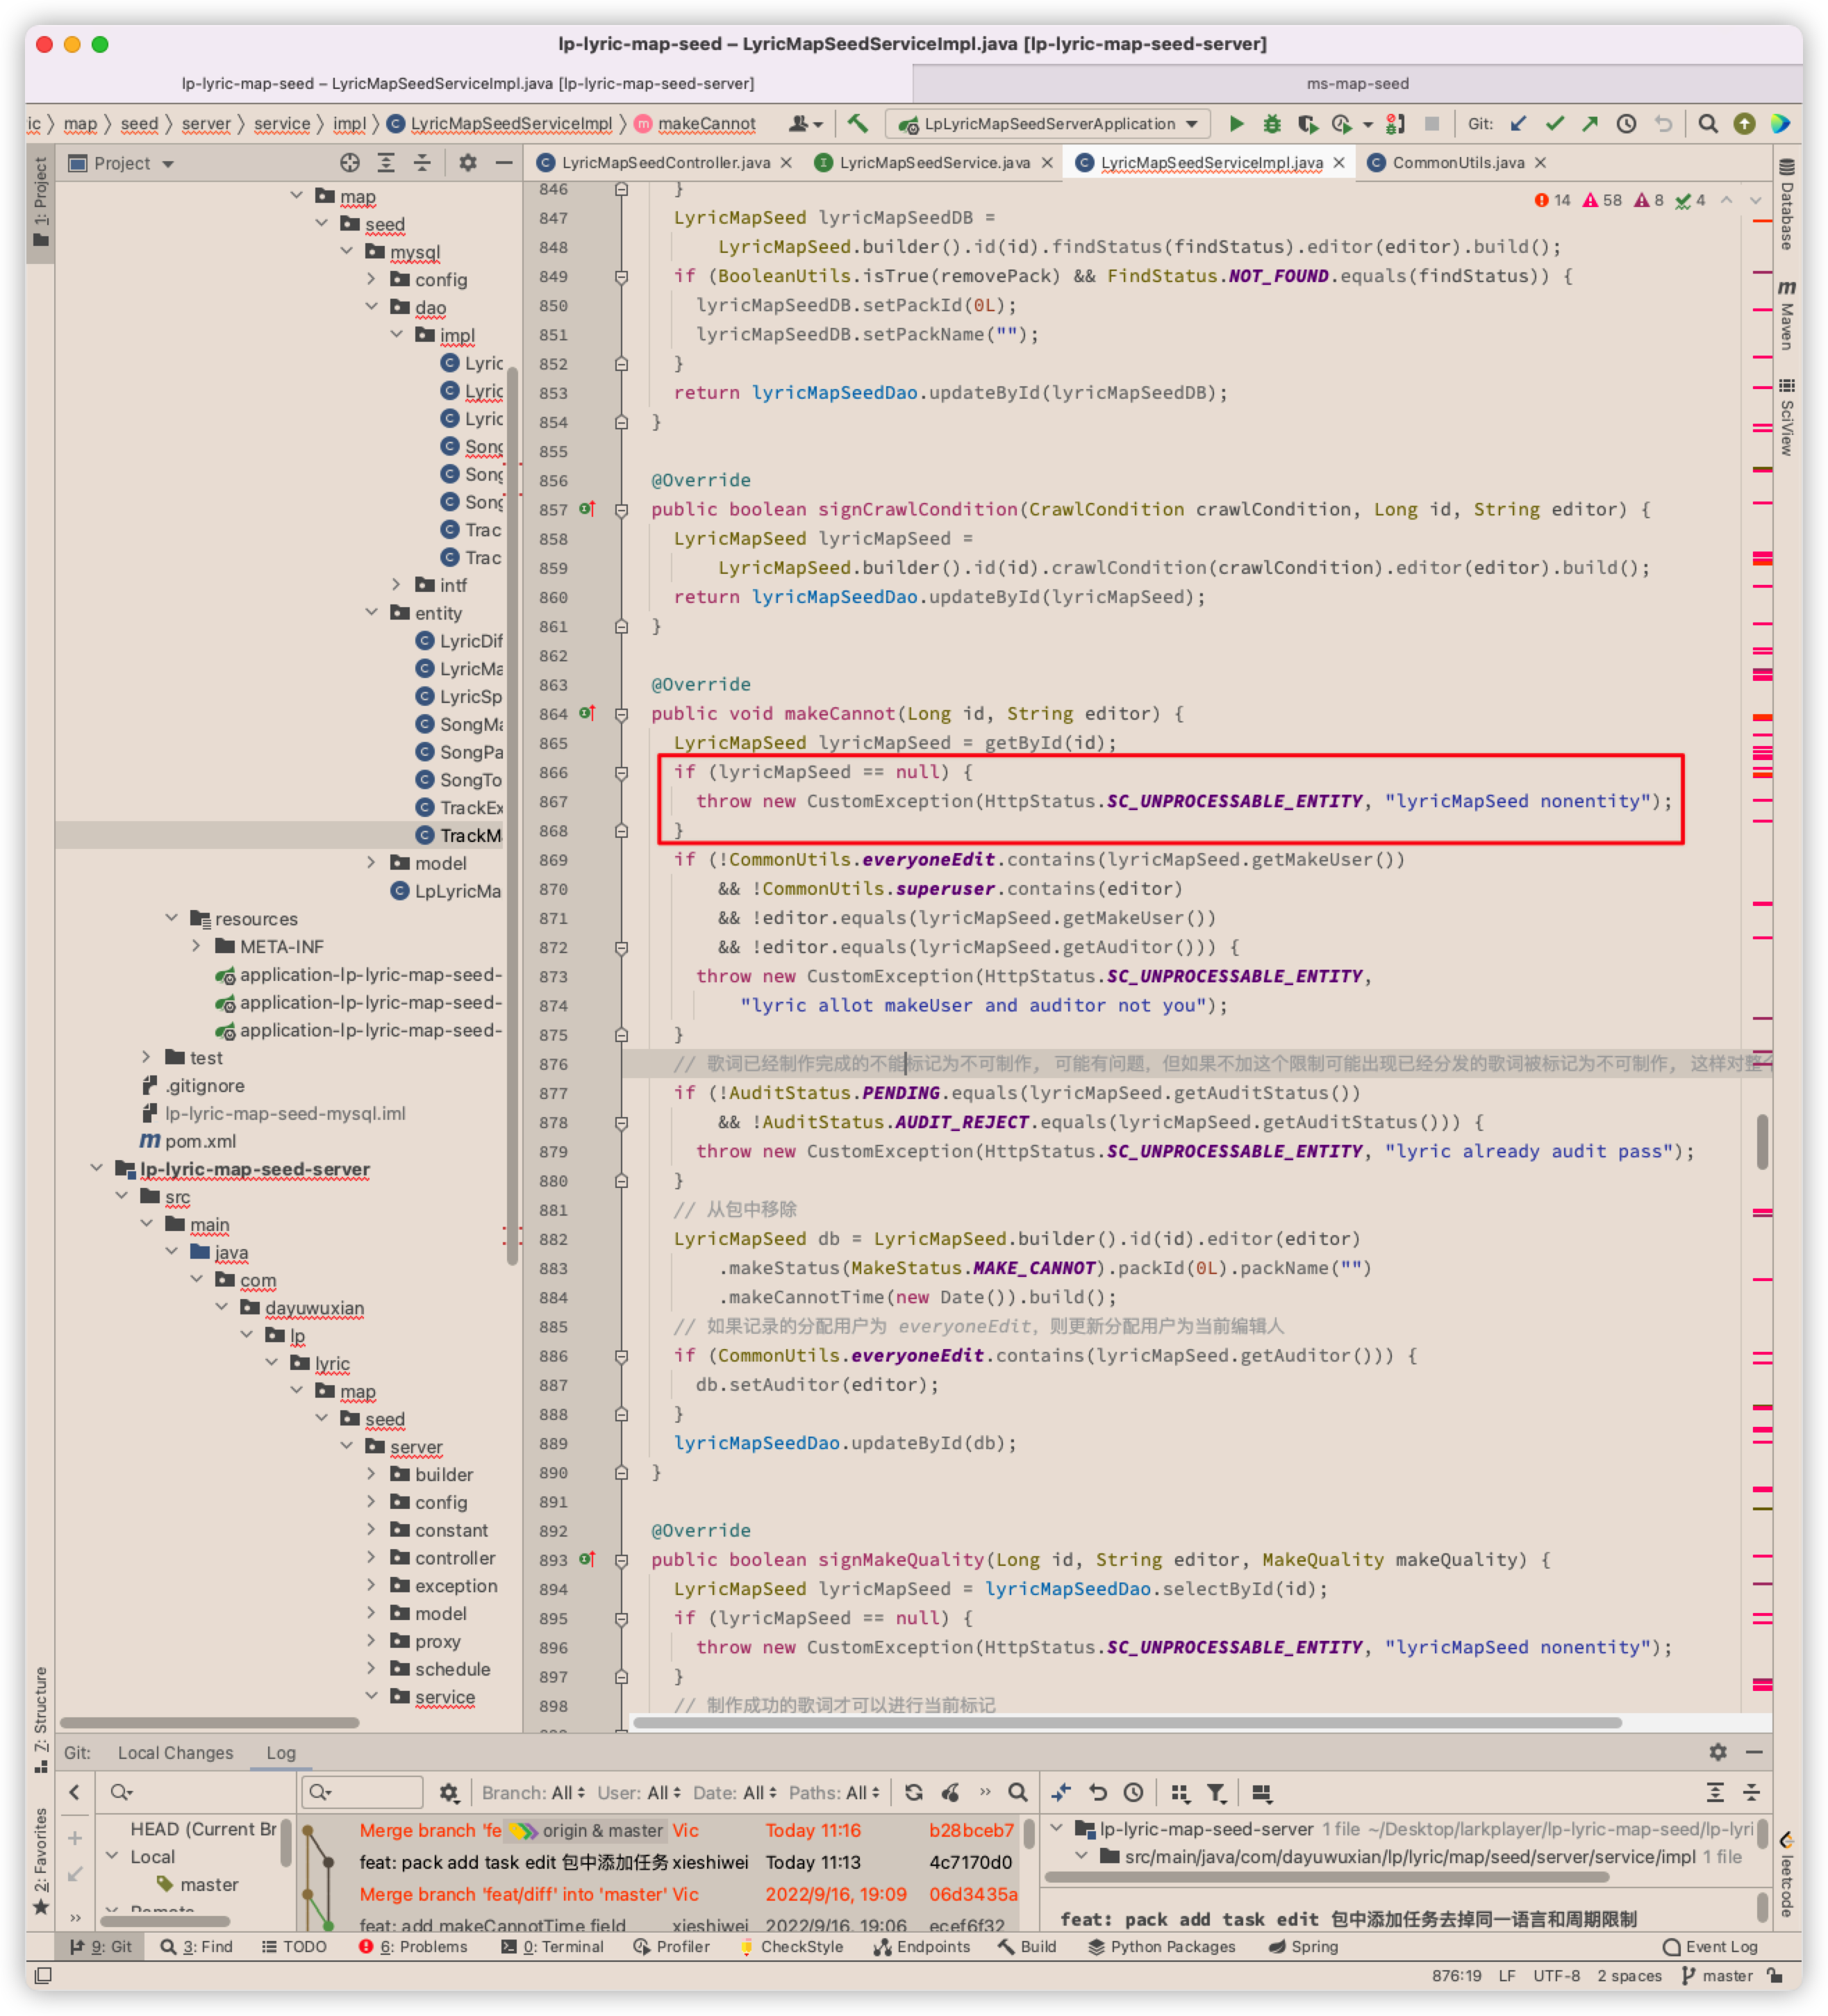 lp-lyric-map-seed – LyricMapSeedServiceImpl.java [lp-lyric-map-seed-server]
lp-lyric-map-seed – LyricMapSeedServiceImpl.java [lp-lyric-map-seed-server]
ms-map-seed
ic 〉 map 〉 seed 〉 server 〉 service 〉 impl 〉 LyricMapSeedServiceImpl 〉 makeCannot
LpLyricMapSeedServerApplication
Git:
1: Project
Project
LyricMapSeedController.java
LyricMapSeedService.java
LyricMapSeedServiceImpl.java
CommonUtils.java
14 58 8 4
map
seed
mysql
config
dao
impl
Lyric
Lyric
Lyric
Song
Song
Song
Trac
Trac
intf
entity
LyricDif
LyricMa
LyricSp
SongMa
SongPa
SongTo
TrackEx
TrackM
model
LpLyricMa
resources
META-INF
application-lp-lyric-map-seed-
application-lp-lyric-map-seed-
application-lp-lyric-map-seed-
test
.gitignore
lp-lyric-map-seed-mysql.iml
pom.xml
lp-lyric-map-seed-server
src
main
java
com
dayuwuxian
lp
lyric
map
seed
server
builder
config
constant
controller
exception
model
proxy
schedule
service
846 }
847 LyricMapSeed lyricMapSeedDB =
848 LyricMapSeed.builder().id(id).findStatus(findStatus).editor(editor).build();
849 if (BooleanUtils.isTrue(removePack) && FindStatus.NOT_FOUND.equals(findStatus)) {
850 lyricMapSeedDB.setPackId(0L);
851 lyricMapSeedDB.setPackName("");
852 }
853 return lyricMapSeedDao.updateById(lyricMapSeedDB);
854 }
855
856 @Override
857 public boolean signCrawlCondition(CrawlCondition crawlCondition, Long id, String editor) {
858 LyricMapSeed lyricMapSeed =
859 LyricMapSeed.builder().id(id).crawlCondition(crawlCondition).editor(editor).build();
860 return lyricMapSeedDao.updateById(lyricMapSeed);
861 }
862
863 @Override
864 public void makeCannot(Long id, String editor) {
865 LyricMapSeed lyricMapSeed = getById(id);
866 if (lyricMapSeed == null) {
867 throw new CustomException(HttpStatus.SC_UNPROCESSABLE_ENTITY, "lyricMapSeed nonentity");
868 }
869 if (!CommonUtils.everyoneEdit.contains(lyricMapSeed.getMakeUser())
870 && !CommonUtils.superuser.contains(editor)
871 && !editor.equals(lyricMapSeed.getMakeUser())
872 && !editor.equals(lyricMapSeed.getAuditor())) {
873 throw new CustomException(HttpStatus.SC_UNPROCESSABLE_ENTITY,
874 "lyric allot makeUser and auditor not you");
875 }
876 // 歌词已经制作完成的不能标记为不可制作, 可能有问题, 但如果不加这个限制可能出现已经分发的歌词被标记为不可制作, 这样对整
877 if (!AuditStatus.PENDING.equals(lyricMapSeed.getAuditStatus())
878 && !AuditStatus.AUDIT_REJECT.equals(lyricMapSeed.getAuditStatus())) {
879 throw new CustomException(HttpStatus.SC_UNPROCESSABLE_ENTITY, "lyric already audit pass");
880 }
881 // 从包中移除
882 LyricMapSeed db = LyricMapSeed.builder().id(id).editor(editor)
883 .makeStatus(MakeStatus.MAKE_CANNOT).packId(0L).packName("")
884 .makeCannotTime(new Date()).build();
885 // 如果记录的分配用户为 everyoneEdit, 则更新分配用户为当前编辑人
886 if (CommonUtils.everyoneEdit.contains(lyricMapSeed.getAuditor())) {
887 db.setAuditor(editor);
888 }
889 lyricMapSeedDao.updateById(db);
890 }
891
892 @Override
893 public boolean signMakeQuality(Long id, String editor, MakeQuality makeQuality) {
894 LyricMapSeed lyricMapSeed = lyricMapSeedDao.selectById(id);
895 if (lyricMapSeed == null) {
896 throw new CustomException(HttpStatus.SC_UNPROCESSABLE_ENTITY, "lyricMapSeed nonentity");
897 }
898 // 制作成功的歌词才可以进行当前标记
Database
Maven
SciView
leetcode
Z: Structure
2: Favorites
Git: Local Changes Log
Branch: All User: All Date: All Paths: All
HEAD (Current Br
Local
master
Merge branch 'fe origin & master Vic Today 11:16 b28bceb7
feat: pack add task edit 包中添加任务 xieshiwei Today 11:13 4c7170d0
Merge branch 'feat/diff' into 'master' Vic 2022/9/16, 19:09 06d3435a
feat: add makeCannotTime field xieshiwei 2022/9/16, 19:06 ecef6f32
lp-lyric-map-seed-server 1 file ~/Desktop/larkplayer/lp-lyric-map-seed/lp-lyri
src/main/java/com/dayuwuxian/lp/lyric/map/seed/server/service/impl 1 file
feat: pack add task edit 包中添加任务去掉同一语言和周期限制
9: Git 3: Find TODO 6: Problems 0: Terminal Profiler CheckStyle Endpoints Build Python Packages Spring Event Log
876:19 LF UTF-8 2 spaces master